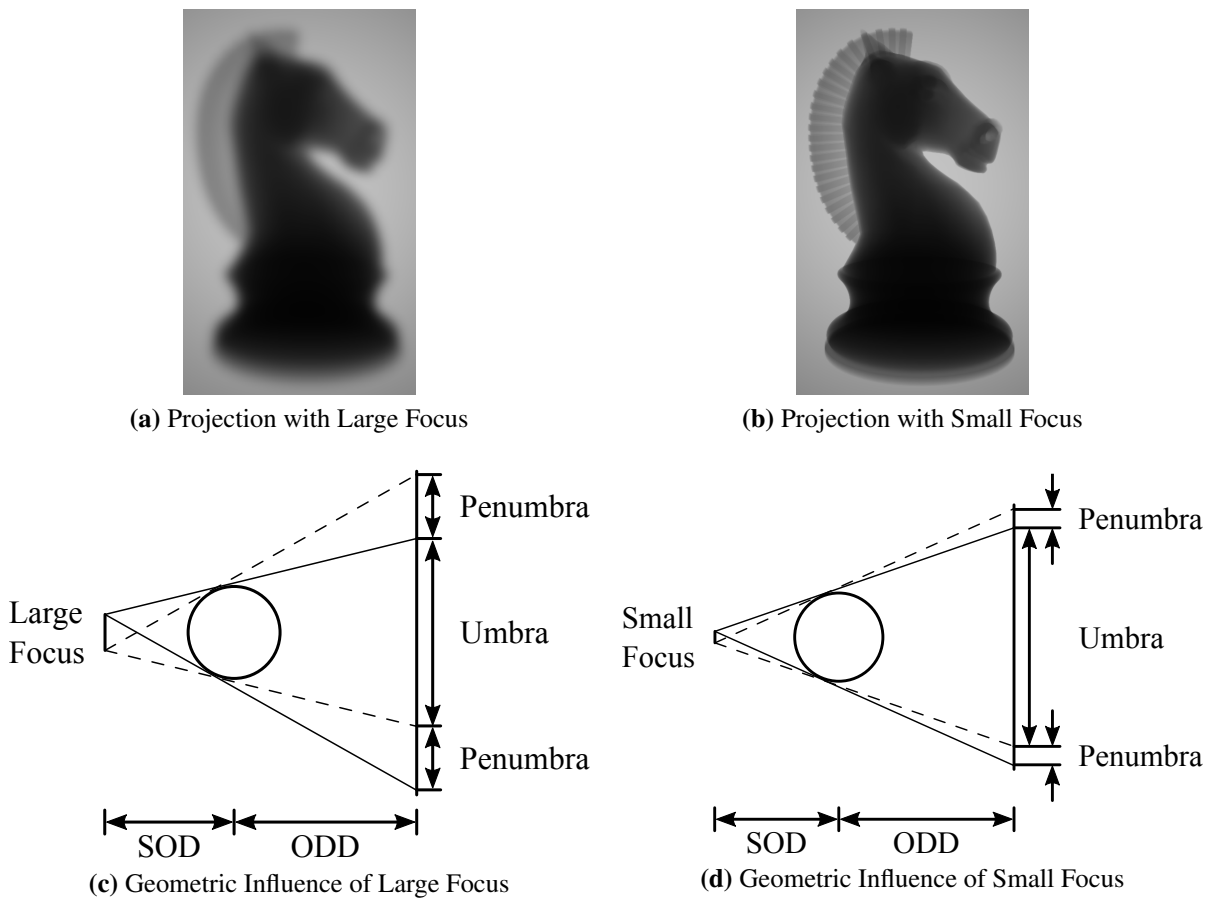 (a) Projection with Large Focus
(b) Projection with Small Focus
Large
Focus
Penumbra
Umbra
Penumbra
SOD
ODD
(c) Geometric Influence of Large Focus
Small
Focus
Penumbra
Umbra
Penumbra
SOD
ODD
(d) Geometric Influence of Small Focus